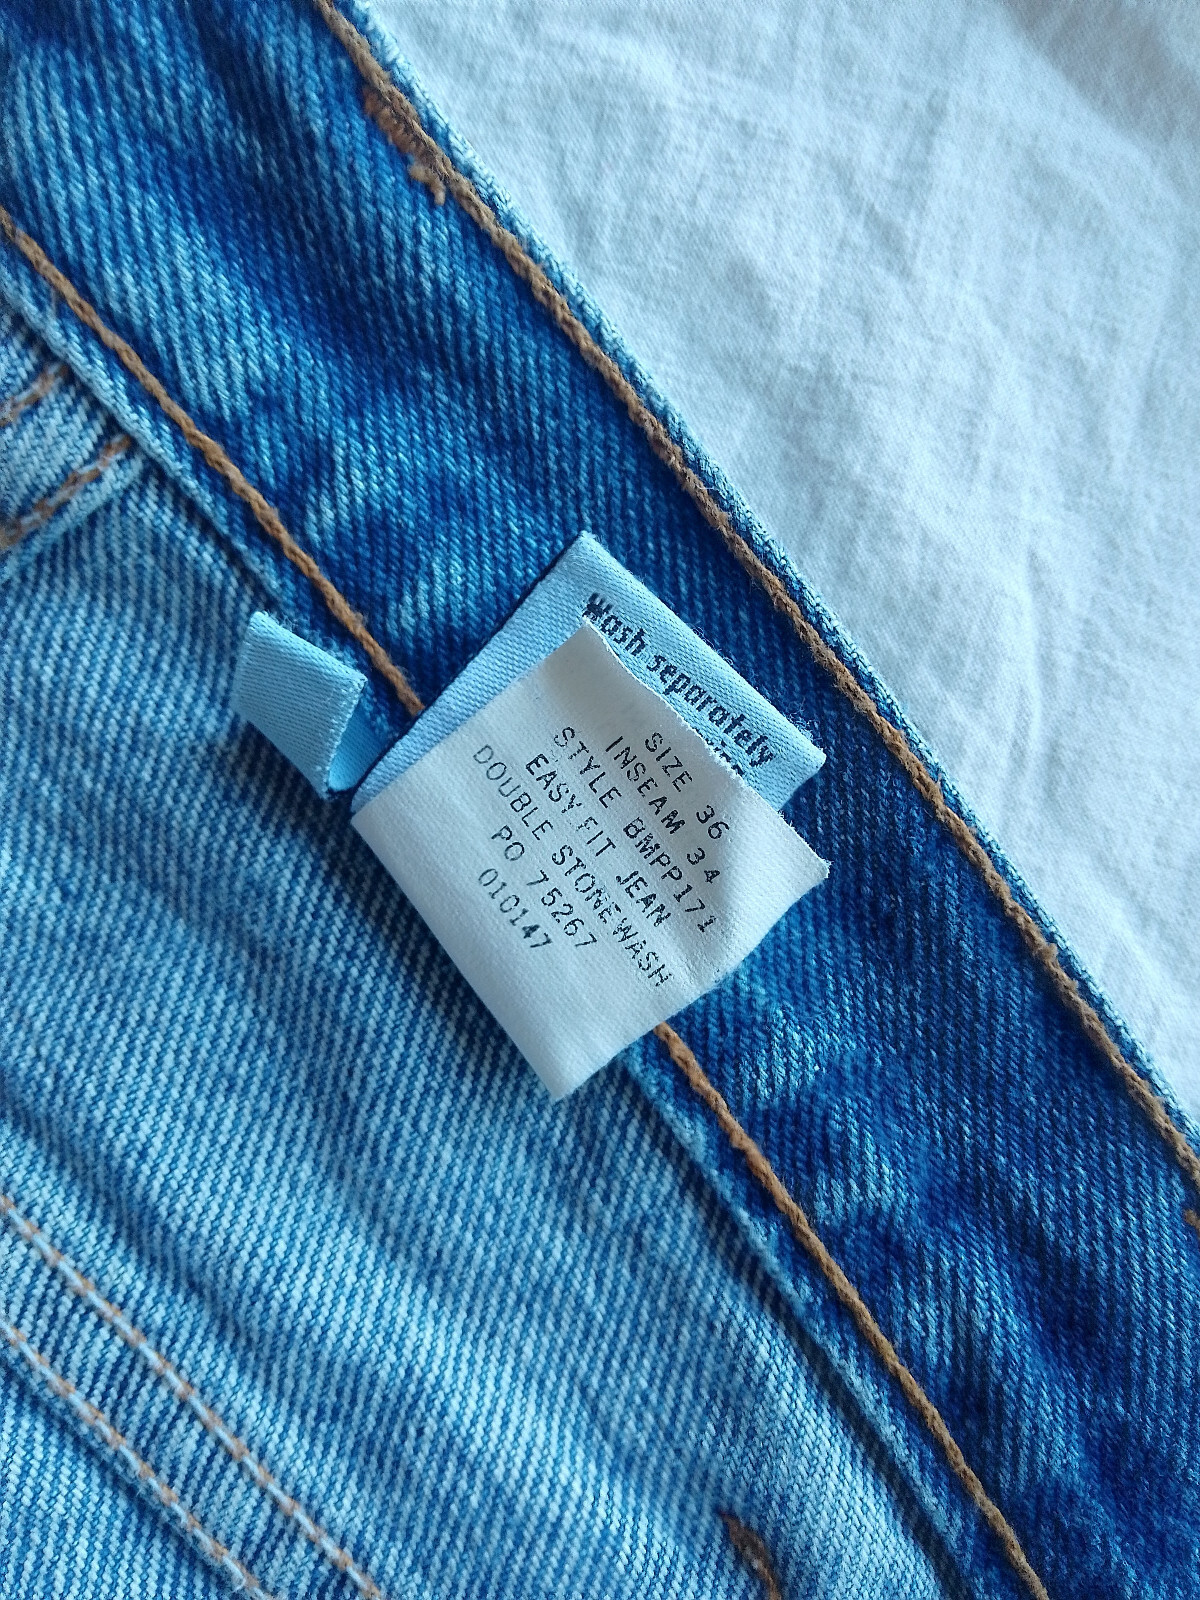 Wash separately
SIZE 36
INSEAM 34
STYLE BMPP171
EASY FIT JEAN
DOUBLE STONEWASH
PO 75267
010147